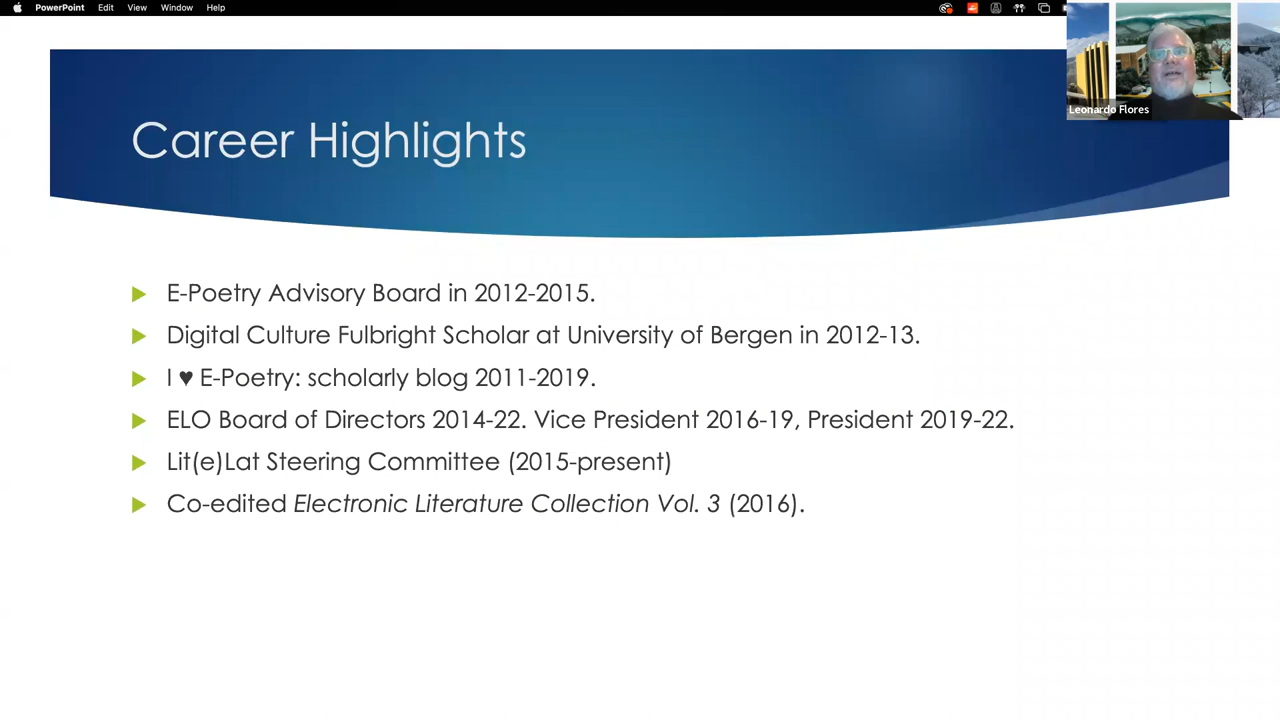 PowerPoint Edit View Window Help
Leonardo Flores
Career Highlights
E-Poetry Advisory Board in 2012-2015.
Digital Culture Fulbright Scholar at University of Bergen in 2012-13.
I ♥ E-Poetry: scholarly blog 2011-2019.
ELO Board of Directors 2014-22. Vice President 2016-19, President 2019-22.
Lit(e)Lat Steering Committee (2015-present)
Co-edited Electronic Literature Collection Vol. 3 (2016).